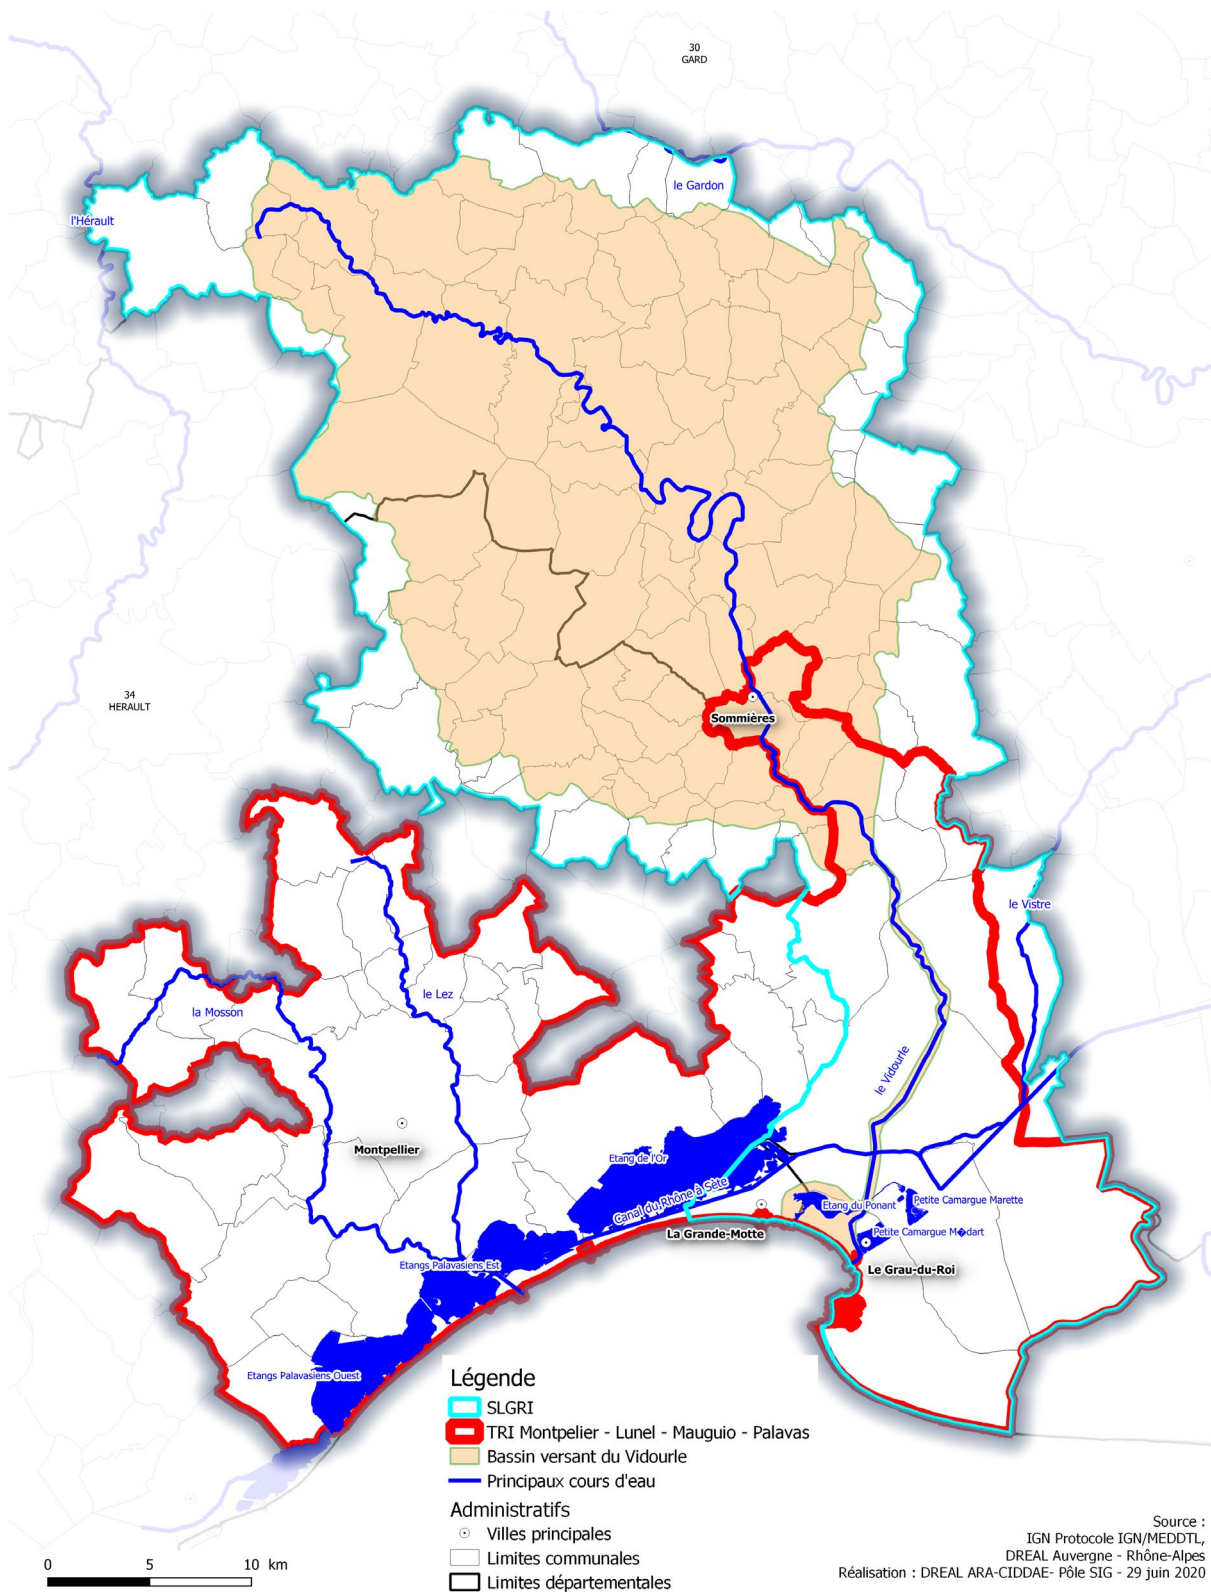 30
GARD
le Gardon
l'Hérault
34
HERAULT
Sommières
le Vistre
le Lez
la Mosson
le Vidourle
Montpellier
Etang de l'Or
Canal du Rhône à Sète
Etang du Ponant
Petite Camargue Marette
Petite Camargue M�dart
La Grande-Motte
Le Grau-du-Roi
Etangs Palavasiens Est
Etangs Palavasiens Ouest
Légende
SLGRI
TRI Montpelier - Lunel - Mauguio - Palavas
Bassin versant du Vidourle
Principaux cours d'eau
Administratifs
Villes principales
Limites communales
Limites départementales
0 5 10 km
Source :
IGN Protocole IGN/MEDDTL,
DREAL Auvergne - Rhône-Alpes
Réalisation : DREAL ARA-CIDDAE- Pôle SIG - 29 juin 2020